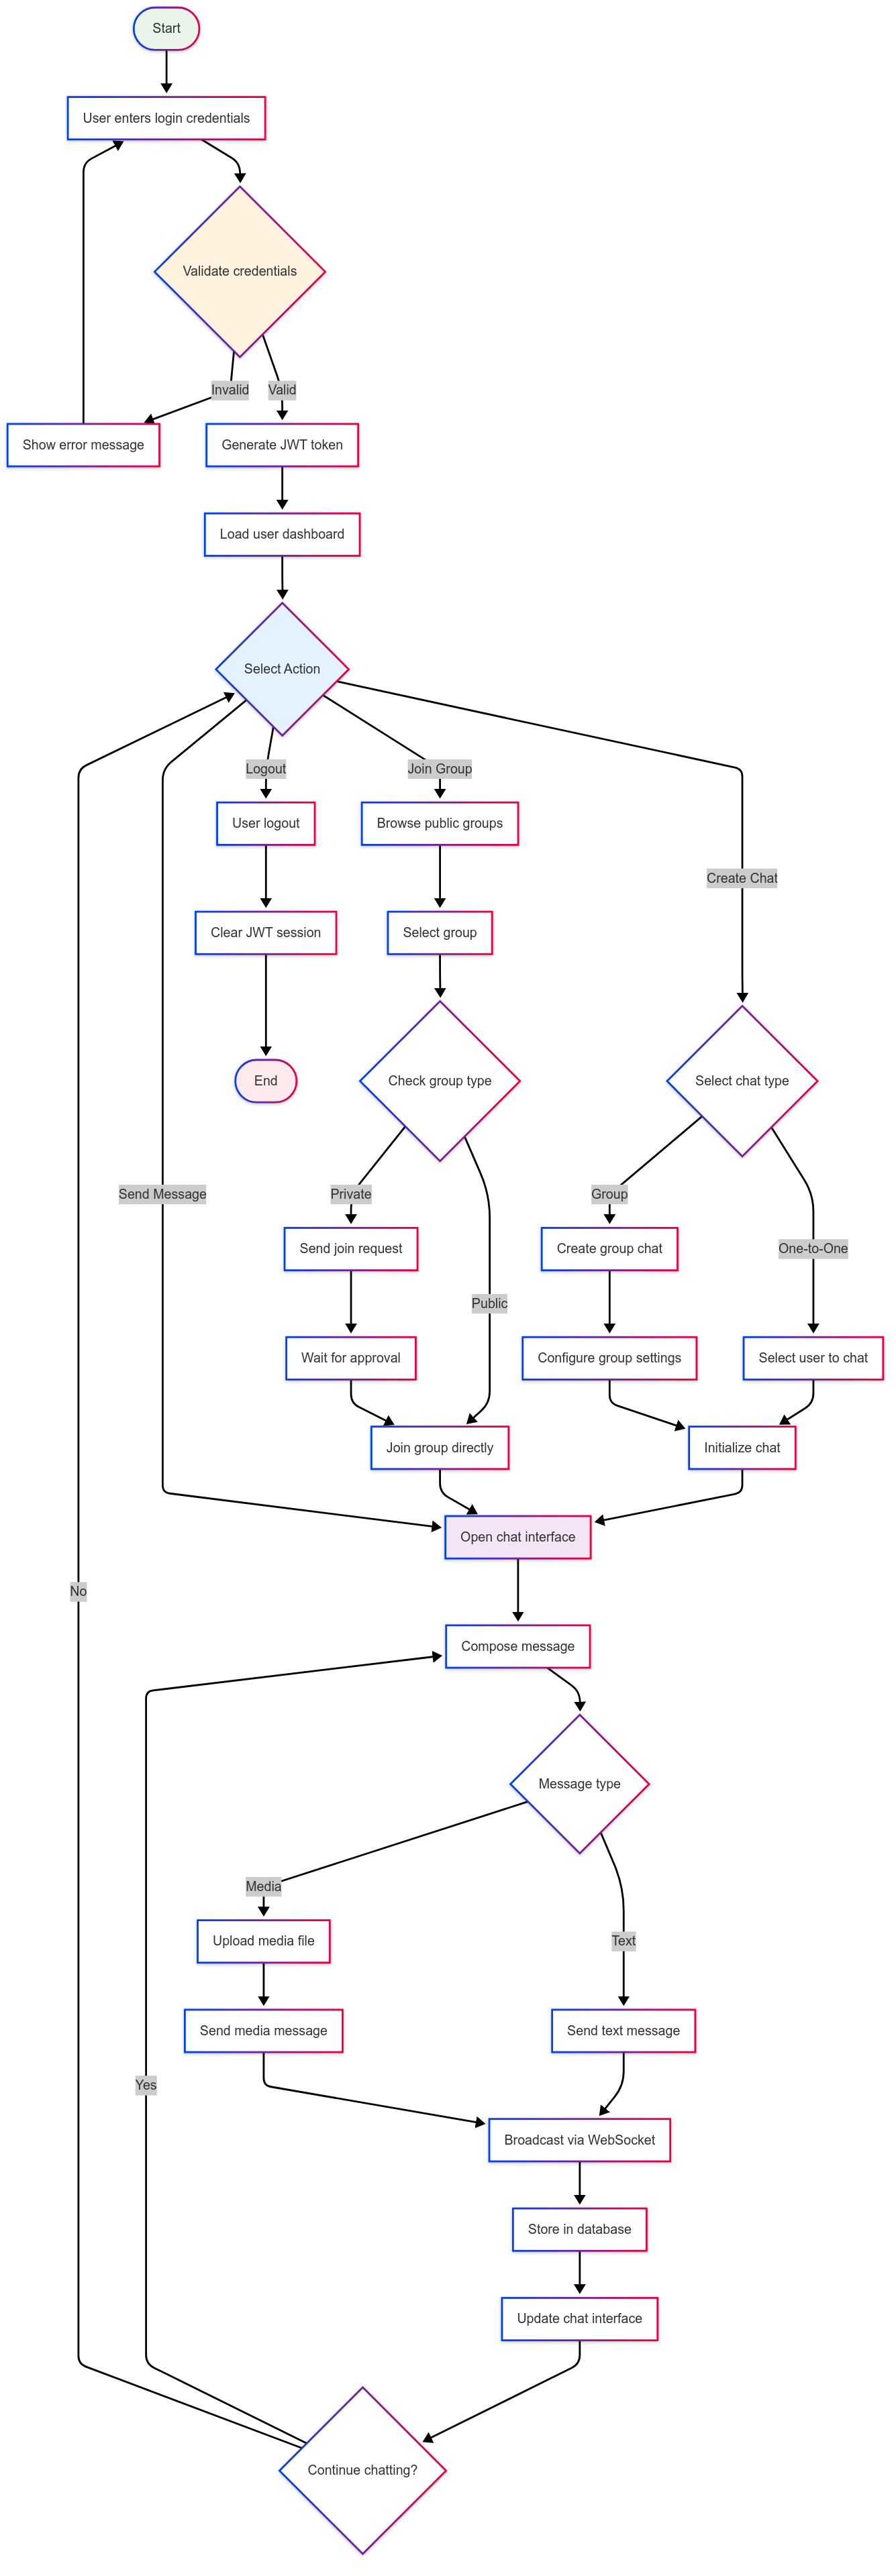 Start
User enters login credentials
Validate credentials
Invalid
Valid
Show error message
Generate JWT token
Load user dashboard
Select Action
Logout
Join Group
User logout
Browse public groups
Create Chat
Clear JWT session
Select group
End
Check group type
Select chat type
Send Message
Private
Group
Send join request
Create group chat
One-to-One
Public
Wait for approval
Configure group settings
Select user to chat
Join group directly
Initialize chat
Open chat interface
No
Compose message
Message type
Media
Upload media file
Text
Send media message
Send text message
Yes
Broadcast via WebSocket
Store in database
Update chat interface
Continue chatting?